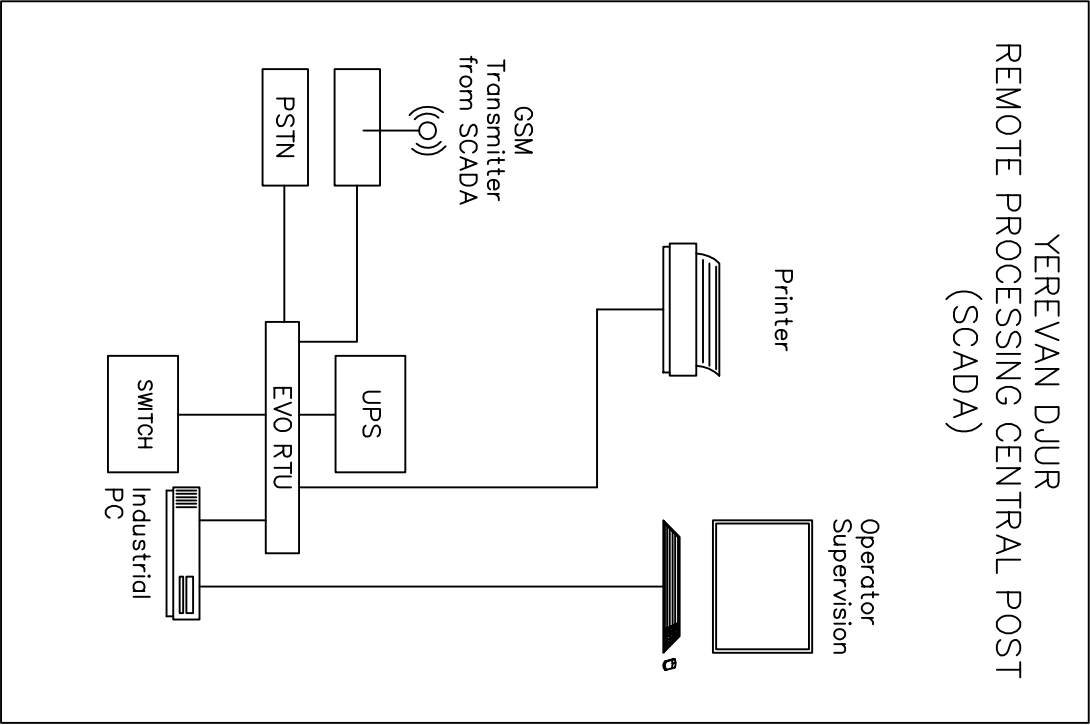 YEREVAN DJUR
REMOTE PROCESSING CENTRAL POST
(SCADA)
Printer
Operator
Supervision
GSM
Transmitter
from SCADA
PSTN
UPS
EVO RTU
SWITCH
Industrial
PC